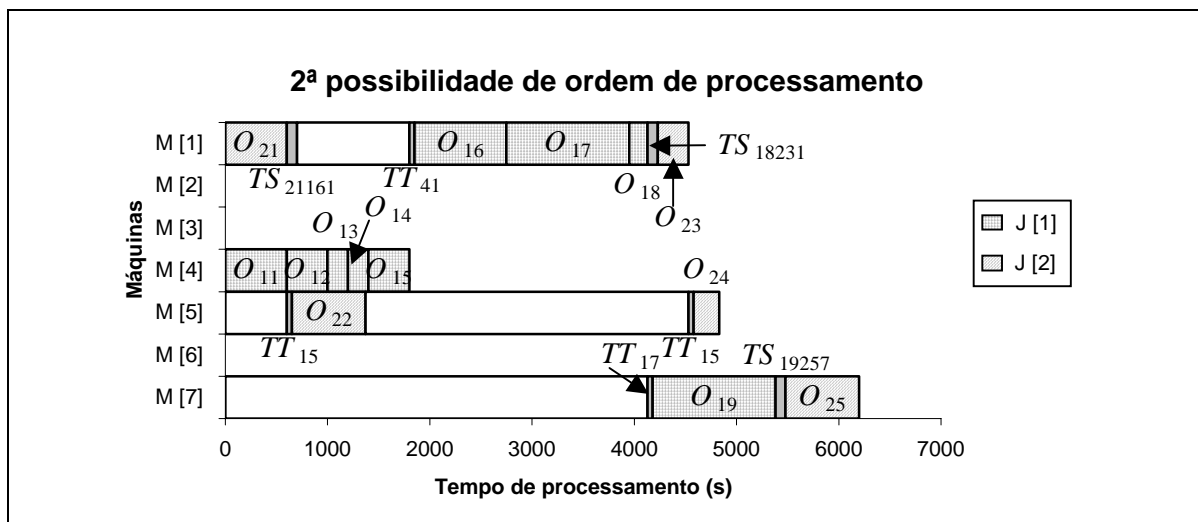 2ª possibilidade de ordem de processamento
Máquinas
M [1]
O 21
O 16
O 17
TS 18231
TS 21161
TT 41
O 18
M [2]
O 14
O 23
M [3]
O 13
J [1]
J [2]
M [4]
O 11
O 12
O 15
O 24
M [5]
O 22
TT 15
TT 17
TT 15
TS 19257
M [6]
M [7]
O 19
O 25
0 1000 2000 3000 4000 5000 6000 7000
Tempo de processamento (s)